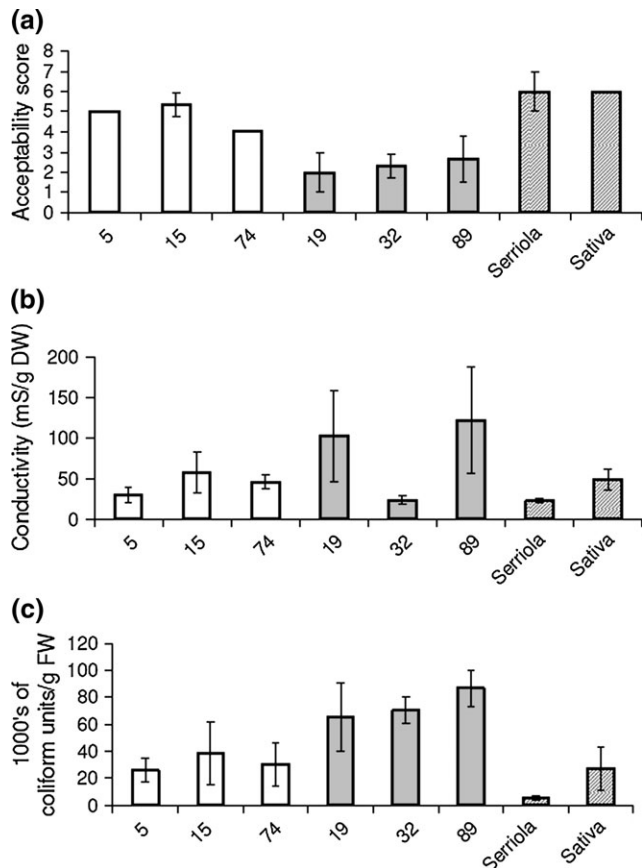 (a)
Acceptability score
8
7
6
5
4
3
2
1
0
5 15 74 19 32 89 Serriola Sativa
(b)
Conductivity (mS/g DW)
200
150
100
50
0
5 15 74 19 32 89 Serriola Sativa
(c)
1000's of
coliform units/g FW
120
100
80
60
40
20
0
5 15 74 19 32 89 Serriola Sativa